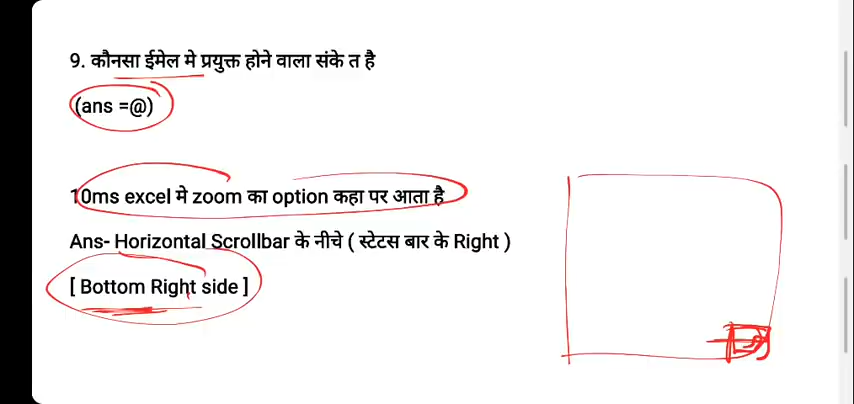 9. कौनसा ईमेल मे प्रयुक्त होने वाला संके त है
(ans =@)
10ms excel मे zoom का option कहा पर आता है
Ans- Horizontal Scrollbar के नीचे ( स्टेटस बार के Right )
[ Bottom Right side ]